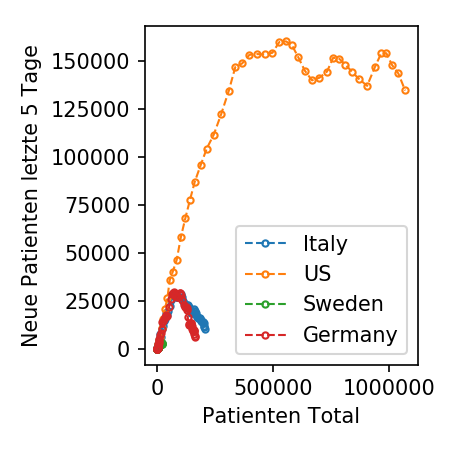 Neue Patienten letzte 5 Tage
150000
125000
100000
75000
50000
25000
0
Italy
US
Sweden
Germany
0 500000 1000000
Patienten Total